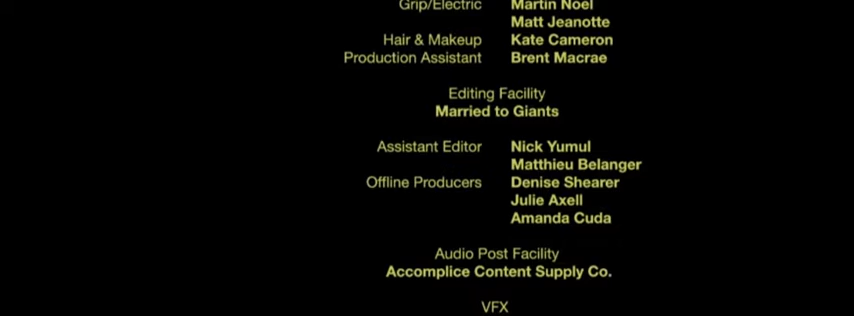 Grip/Electric Martin Noel
Matt Jeanotte
Hair & Makeup Kate Cameron
Production Assistant Brent Macrae
Editing Facility
Married to Giants
Assistant Editor Nick Yumul
Matthieu Belanger
Offline Producers Denise Shearer
Julie Axell
Amanda Cuda
Audio Post Facility
Accomplice Content Supply Co.
VFX